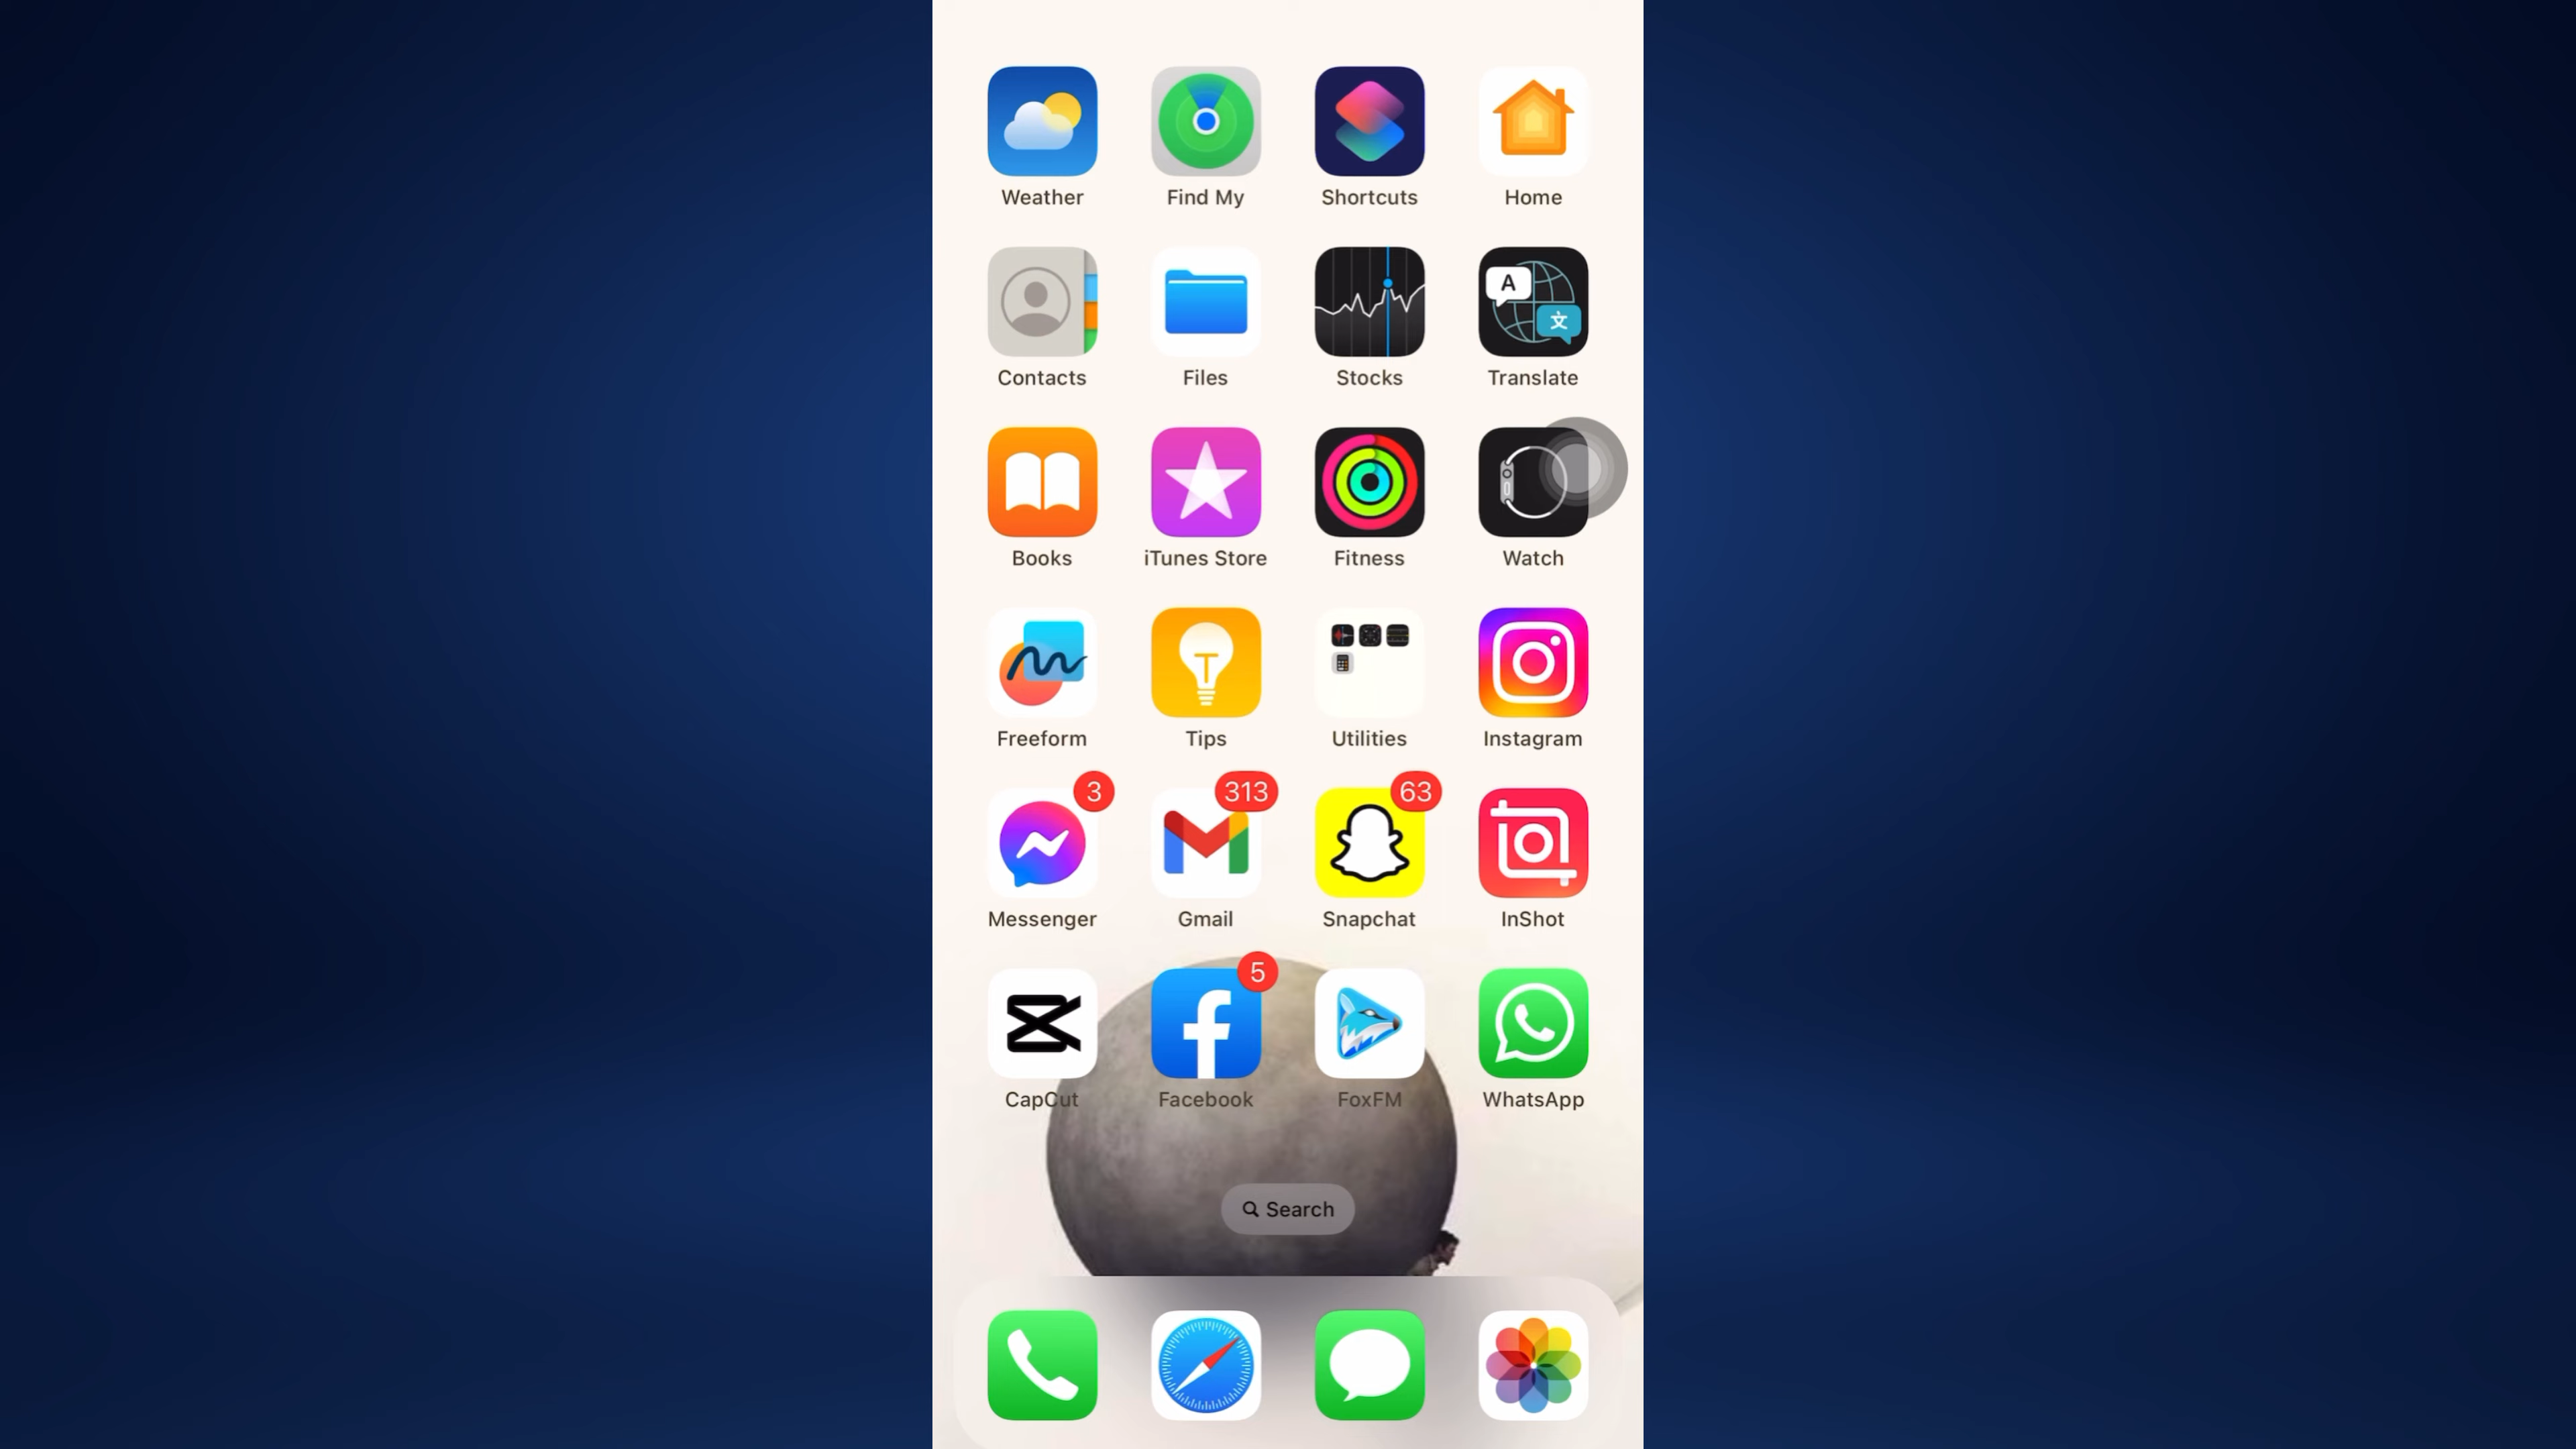 Weather Find My Shortcuts Home
A
文
Contacts Files Stocks Translate
Books iTunes Store Fitness Watch
Freeform Tips Utilities Instagram
3 313 63
Messenger Gmail Snapchat InShot
5
CapCut Facebook FoxFM WhatsApp
Search